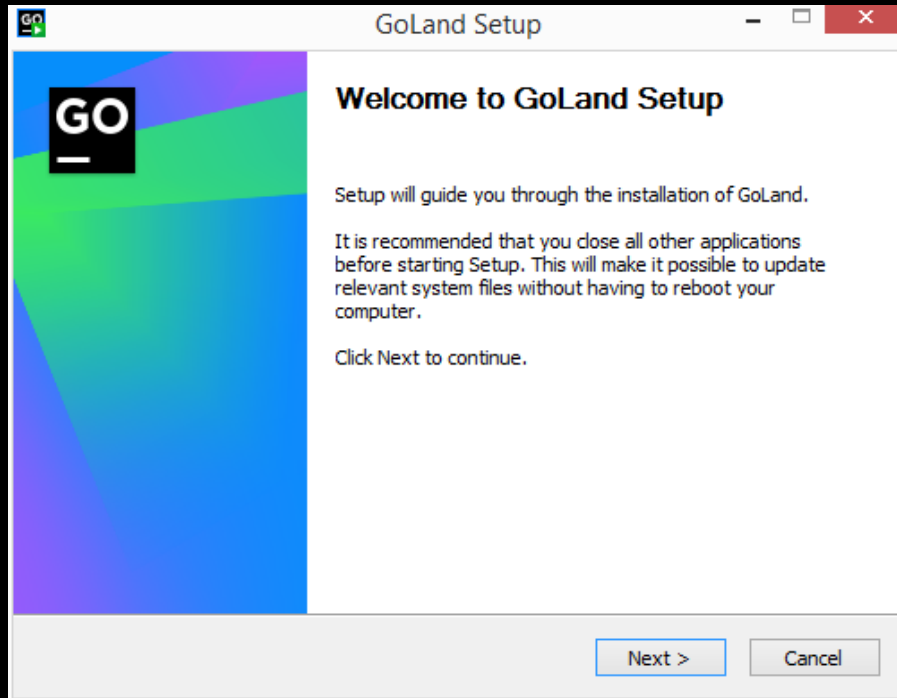 GO
GoLand Setup
GO
Welcome to GoLand Setup
Setup will guide you through the installation of GoLand.
It is recommended that you close all other applications
before starting Setup. This will make it possible to update
relevant system files without having to reboot your
computer.
Click Next to continue.
Next >
Cancel